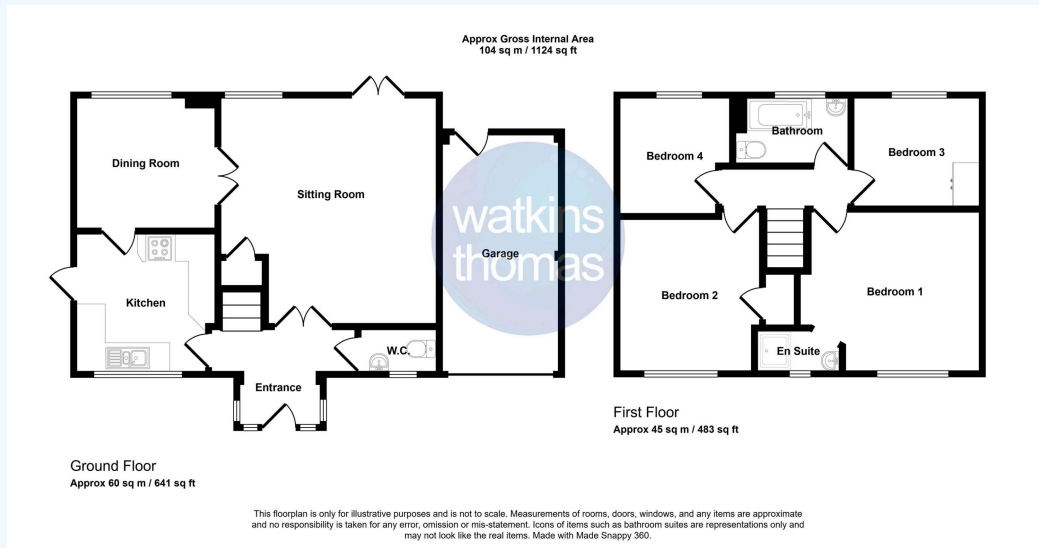 Approx Gross Internal Area
104 sq m / 1124 sq ft
Dining Room
Sitting Room
Kitchen
Entrance
W.C.
Garage
watkins
thomas
Ground Floor
Approx 60 sq m / 641 sq ft
Bedroom 4
Bathroom
Bedroom 3
Bedroom 2
Bedroom 1
En Suite
First Floor
Approx 45 sq m / 483 sq ft
This floorplan is only for illustrative purposes and is not to scale. Measurements of rooms, doors, windows, and any items are approximate
and no responsibility is taken for any error, omission or mis-statement. Icons of items such as bathroom suites are representations only and
may not look like the real items. Made with Made Snappy 360.